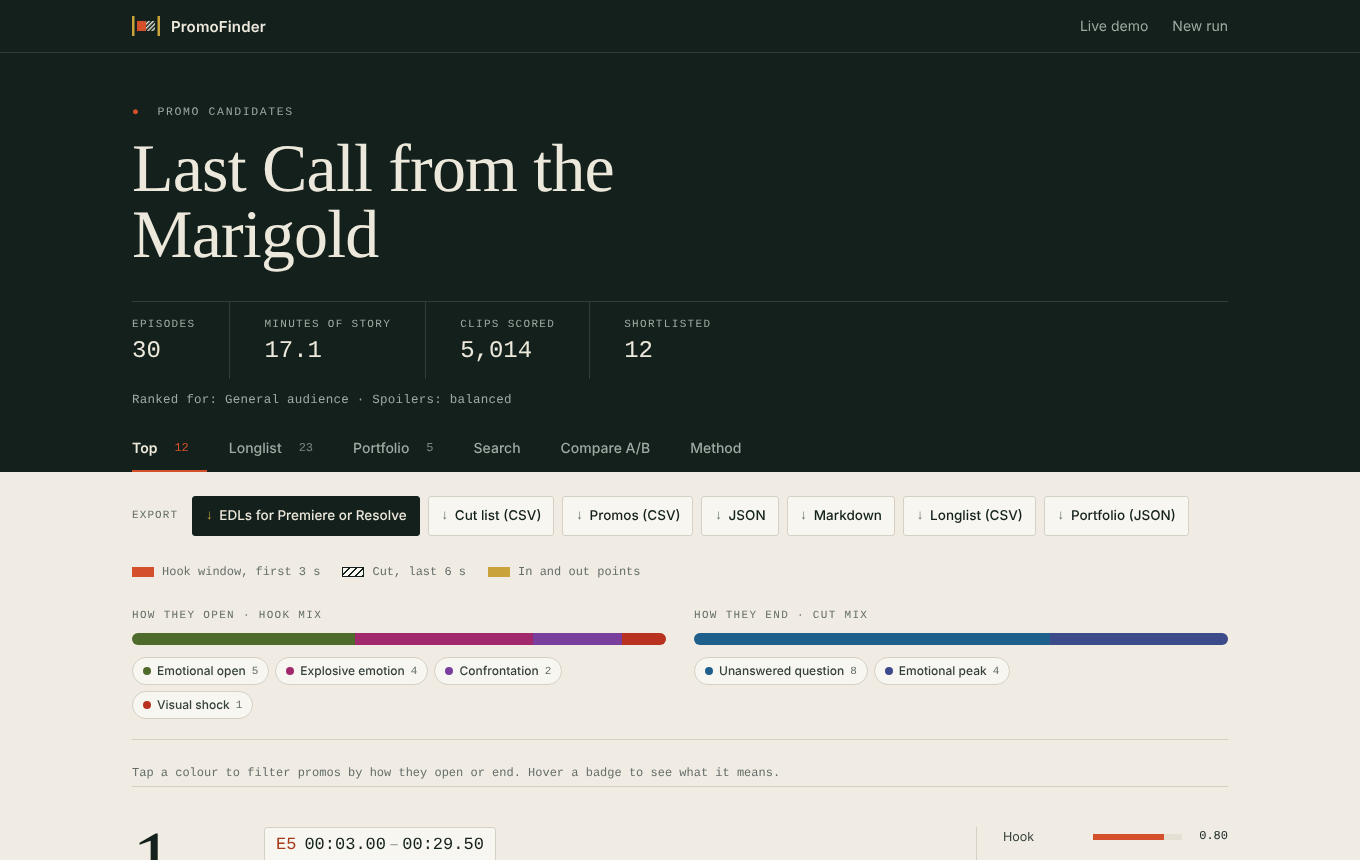 PromoFinder
Live demo
New run
PROMO CANDIDATES
Last Call from the
Marigold
EPISODES
30
MINUTES OF STORY
17.1
CLIPS SCORED
5,014
SHORTLISTED
12
Ranked for: General audience · Spoilers: balanced
Top 12
Longlist 23
Portfolio 5
Search
Compare A/B
Method
EXPORT
↓ EDLs for Premiere or Resolve
↓ Cut list (CSV)
↓ Promos (CSV)
↓ JSON
↓ Markdown
↓ Longlist (CSV)
↓ Portfolio (JSON)
Hook window, first 3 s
Cut, last 6 s
In and out points
HOW THEY OPEN · HOOK MIX
Emotional open 5
Explosive emotion 4
Confrontation 2
Visual shock 1
HOW THEY END · CUT MIX
Unanswered question 8
Emotional peak 4
Tap a colour to filter promos by how they open or end. Hover a badge to see what it means.
1
E5 00:03.00 – 00:29.50
Hook 0.80